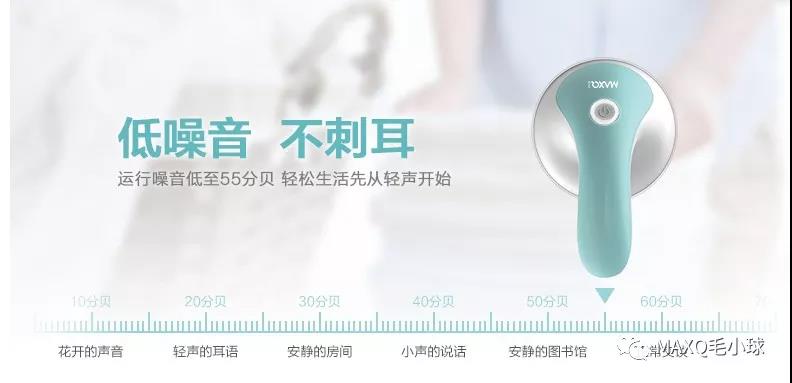 MAXQ
低噪音 不刺耳
运行噪音低至55分贝 轻松生活先从轻声开始
10分贝 20分贝 30分贝 40分贝 50分贝 60分贝
花开的声音 轻声的耳语 安静的房间 小声的说话 安静的图书馆
MAXQ毛小球